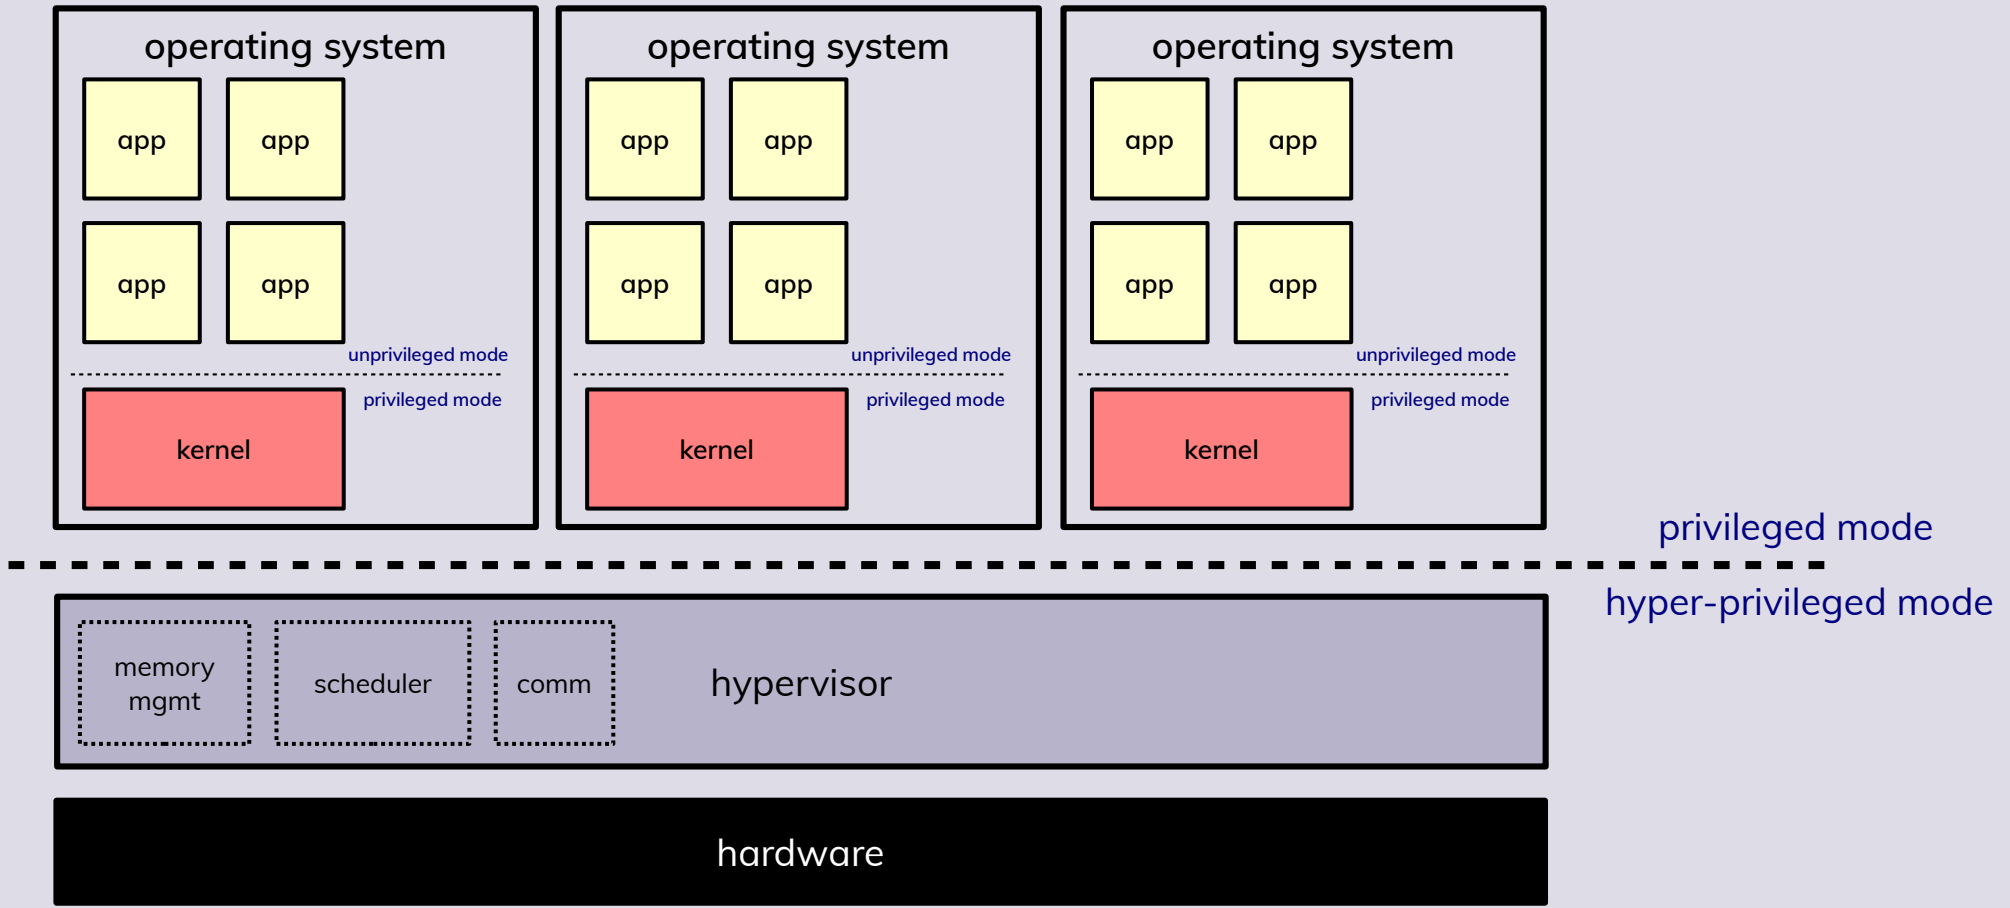 operating system
app
app
app
app
unprivileged mode
privileged mode
kernel
operating system
app
app
app
app
unprivileged mode
privileged mode
kernel
operating system
app
app
app
app
unprivileged mode
privileged mode
kernel
privileged mode
hyper-privileged mode
memory
mgmt
scheduler
comm
hypervisor
hardware